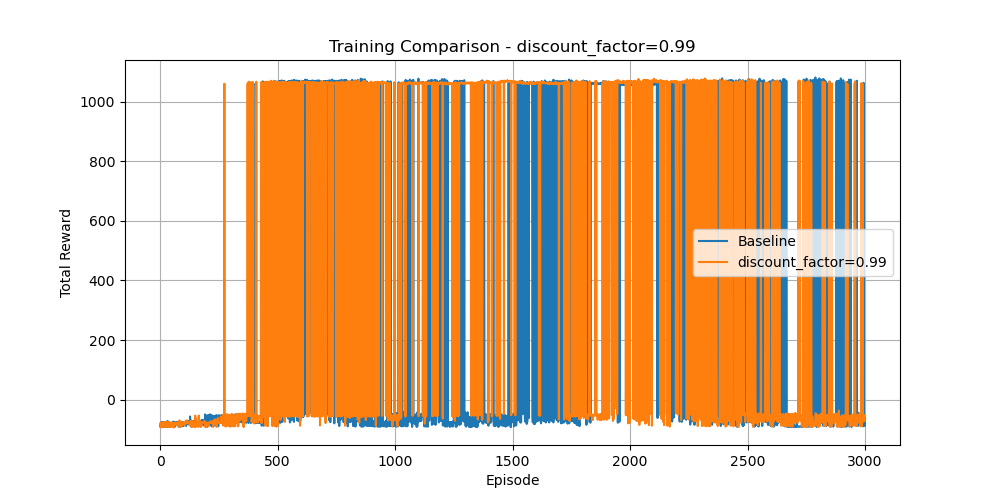 Training Comparison - discount_factor=0.99
Total Reward
1000
800
600
400
200
0
Baseline
discount_factor=0.99
0
500
1000
1500
2000
2500
3000
Episode